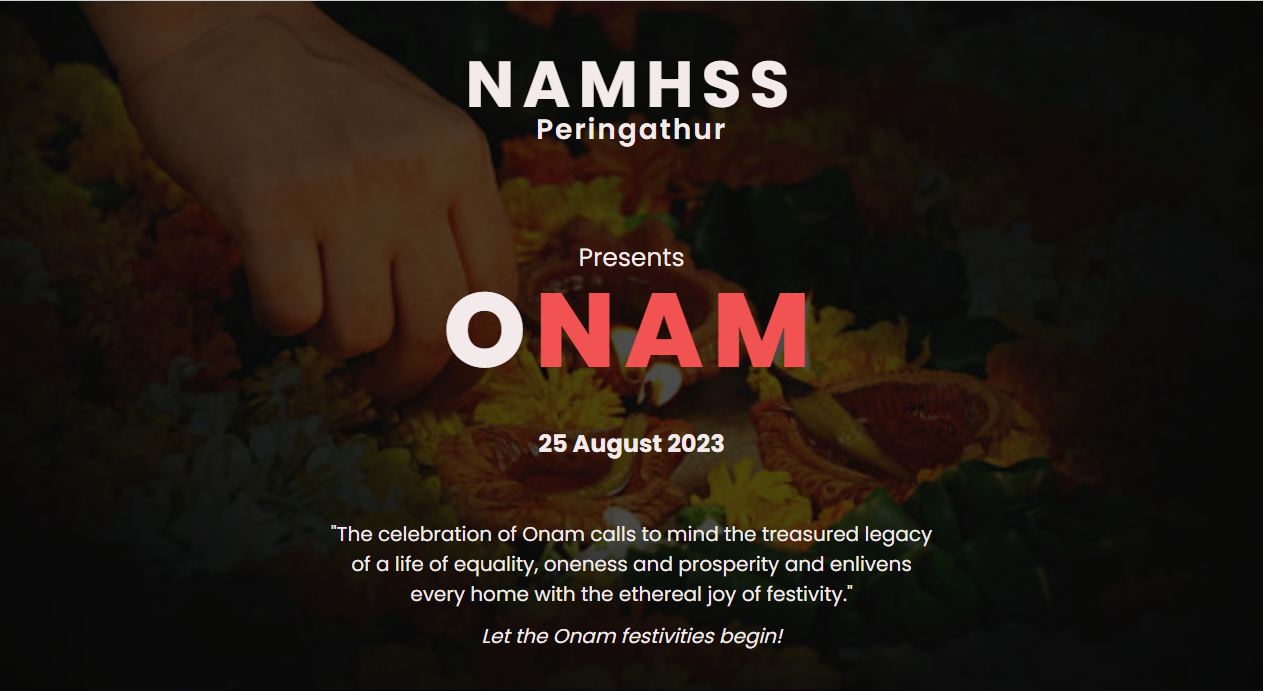 NAMHSS
Peringathur
Presents
ONAM
25 August 2023
"The celebration of Onam calls to mind the treasured legacy
of a life of equality, oneness and prosperity and enlivens
every home with the ethereal joy of festivity."
Let the Onam festivities begin!